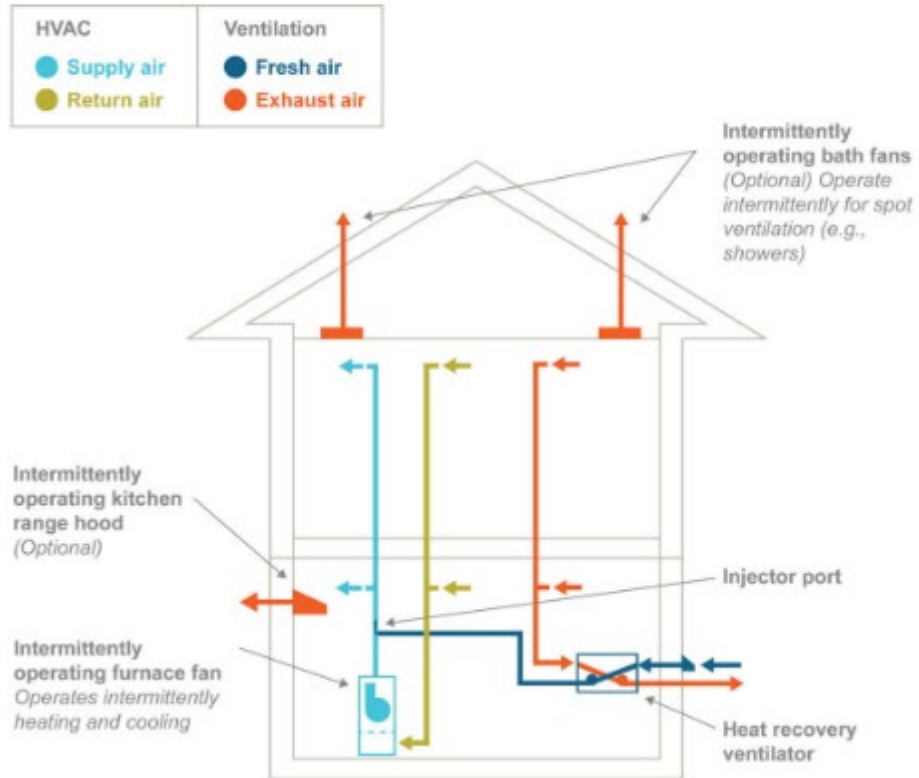 HVAC
Supply air
Return air
Ventilation
Fresh air
Exhaust air
Intermittently
operating bath fans
(Optional) Operate
intermittently for spot
ventilation (e.g.,
showers)
Intermittently
operating kitchen
range hood
(Optional)
Injector port
Intermittently
operating furnace fan
Operates intermittently
heating and cooling
Heat recovery
ventilator